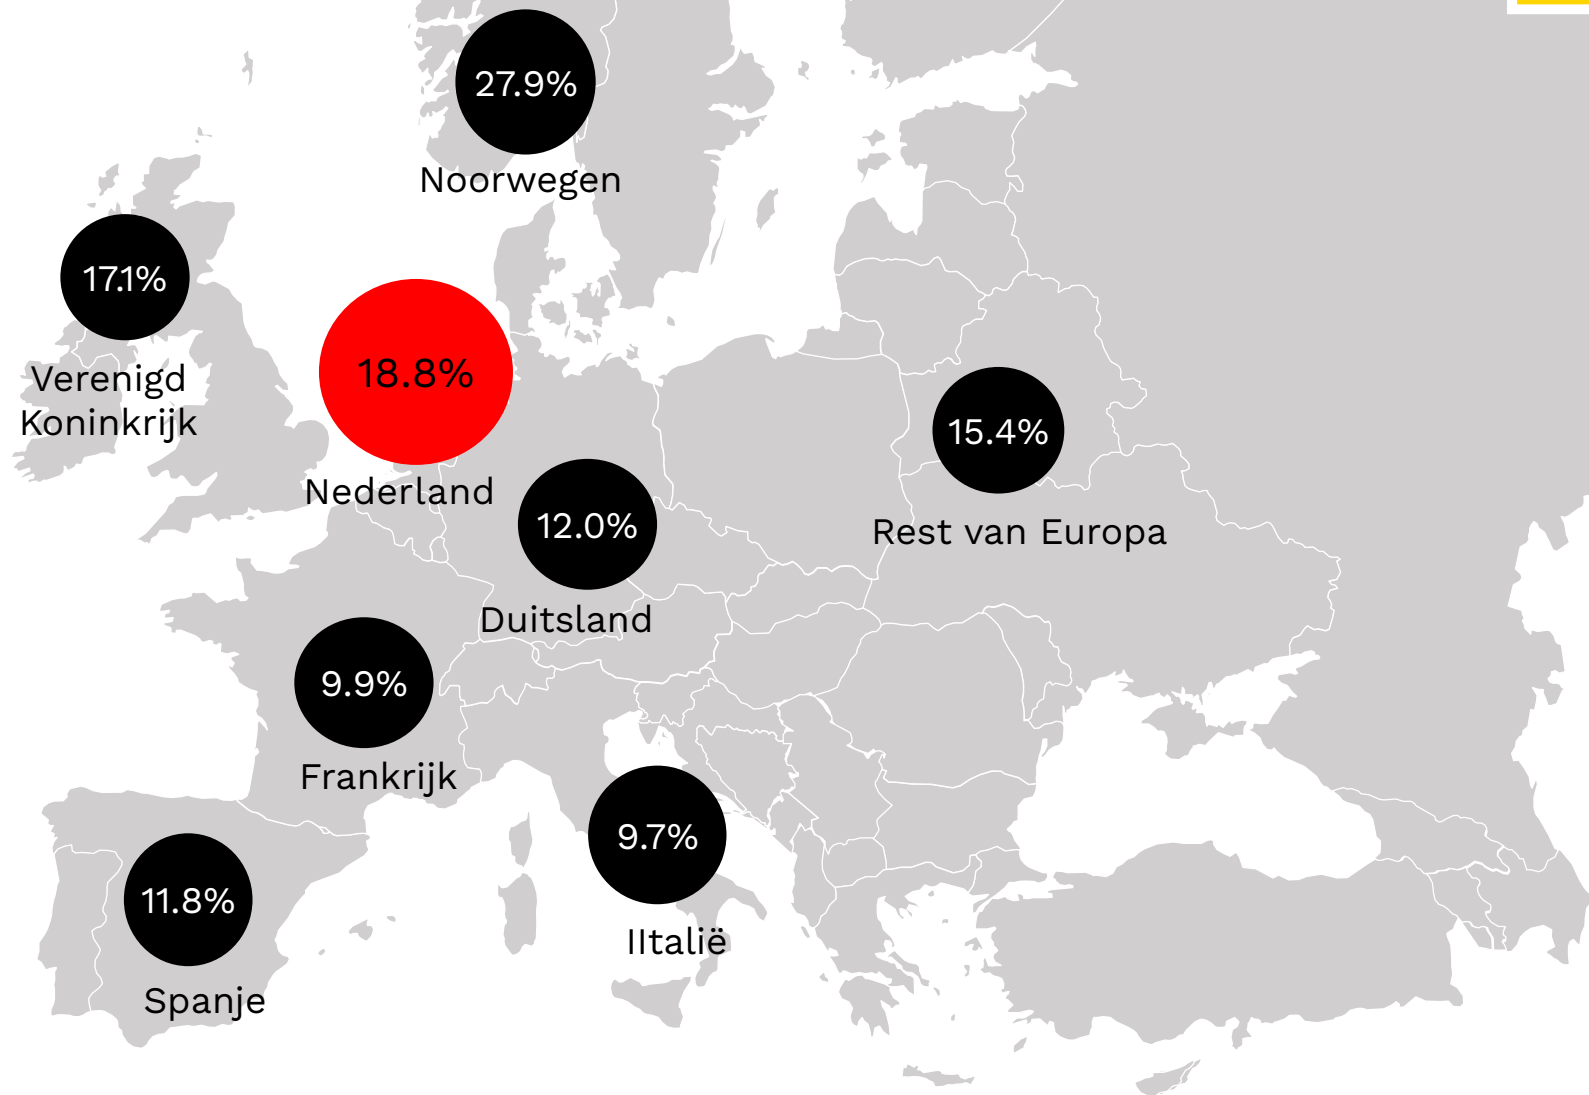 27.9%
Noorwegen
17.1%
Verenigd
Koninkrijk
18.8%
Nederland
15.4%
Rest van Europa
12.0%
Duitsland
9.9%
Frankrijk
9.7%
IItalië
11.8%
Spanje